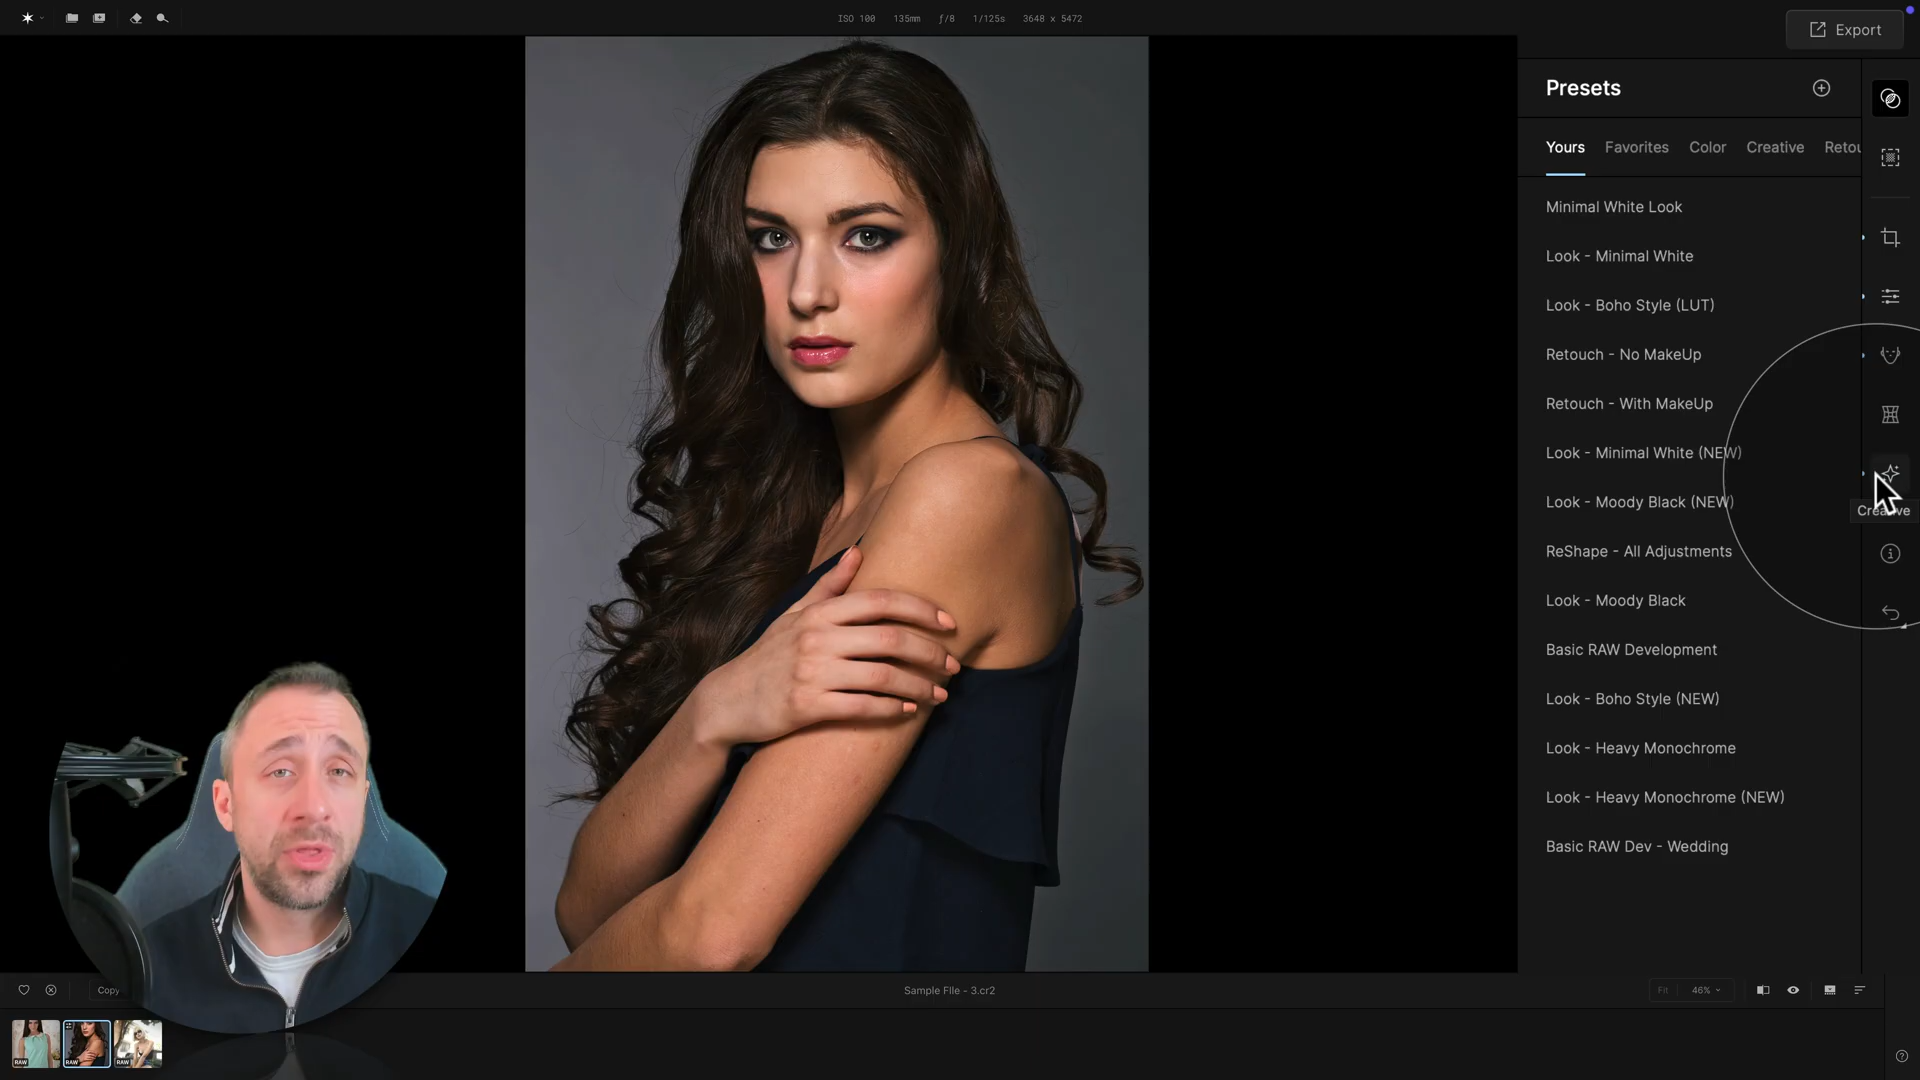 ISO 100 135mm ƒ/8 1/125s 3648 x 5472
Export
Presets
Yours Favorites Color Creative Retou
Minimal White Look
Look - Minimal White
Look - Boho Style (LUT)
Retouch - No MakeUp
Retouch - With MakeUp
Look - Minimal White (NEW)
Look - Moody Black (NEW)
Creative
ReShape - All Adjustments
Look - Moody Black
Basic RAW Development
Look - Boho Style (NEW)
Look - Heavy Monochrome
Look - Heavy Monochrome (NEW)
Basic RAW Dev - Wedding
Copy
Sample FIle - 3.cr2
Fit 46%
RAW RAW RAW